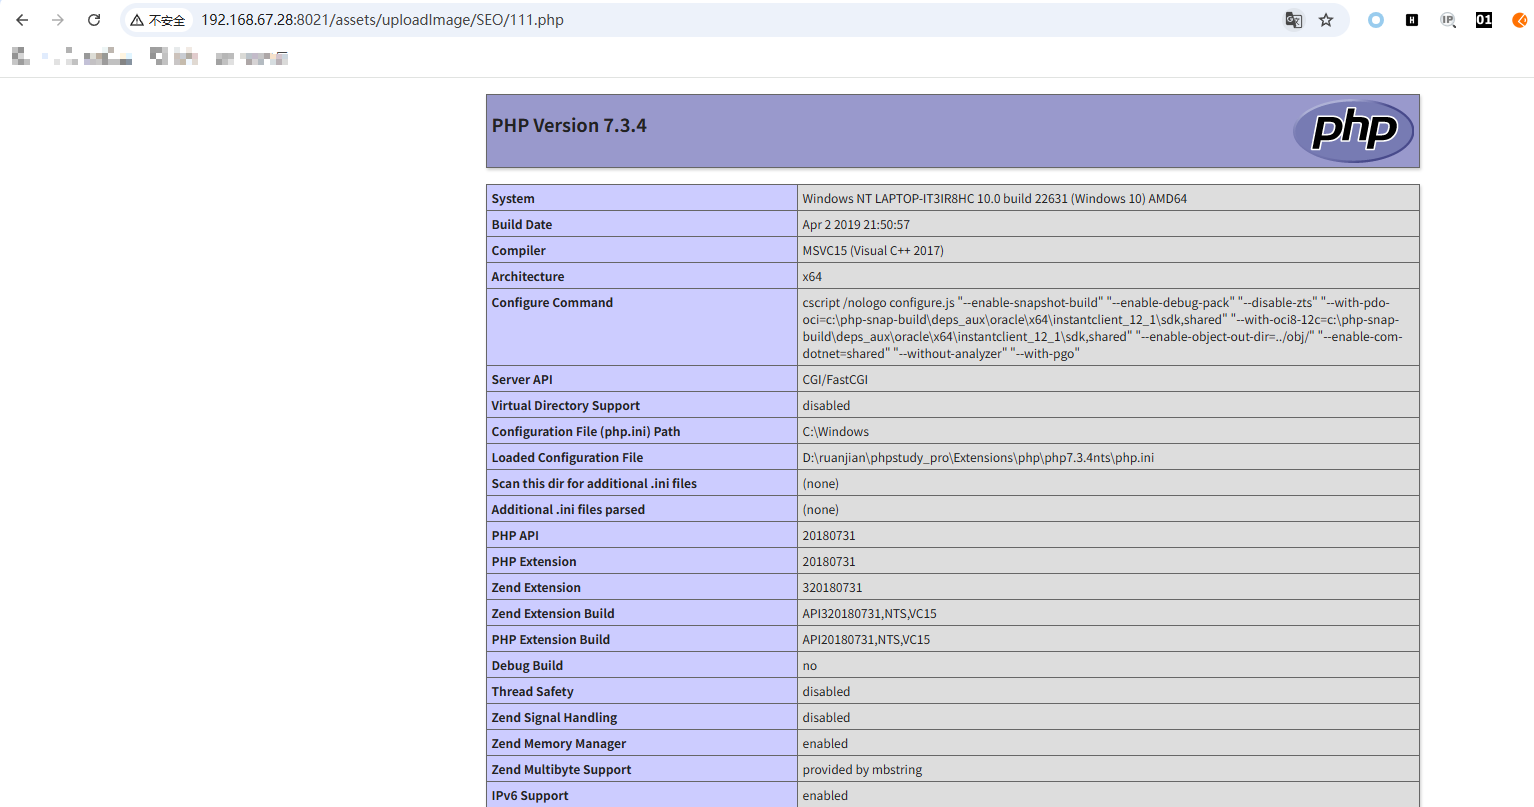 不安全 192.168.67.28:8021/assets/uploadImage/SEO/111.php
H IP 01
PHP Version 7.3.4
php
System Windows NT LAPTOP-IT3IR8HC 10.0 build 22631 (Windows 10) AMD64
Build Date Apr 2 2019 21:50:57
Compiler MSVC15 (Visual C++ 2017)
Architecture x64
Configure Command cscript /nologo configure.js "--enable-snapshot-build" "--enable-debug-pack" "--disable-zts" "--with-pdo-
oci=c:\php-snap-build\deps_aux\oracle\x64\instantclient_12_1\sdk,shared" "--with-oci8-12c=c:\php-snap-
build\deps_aux\oracle\x64\instantclient_12_1\sdk,shared" "--enable-object-out-dir=../obj/" "--enable-com-
dotnet=shared" "--without-analyzer" "--with-pgo"
Server API CGI/FastCGI
Virtual Directory Support disabled
Configuration File (php.ini) Path C:\Windows
Loaded Configuration File D:\ruanjian\phpstudy_pro\Extensions\php\php7.3.4nts\php.ini
Scan this dir for additional .ini files (none)
Additional .ini files parsed (none)
PHP API 20180731
PHP Extension 20180731
Zend Extension 320180731
Zend Extension Build API320180731,NTS,VC15
PHP Extension Build API20180731,NTS,VC15
Debug Build no
Thread Safety disabled
Zend Signal Handling disabled
Zend Memory Manager enabled
Zend Multibyte Support provided by mbstring
IPv6 Support enabled